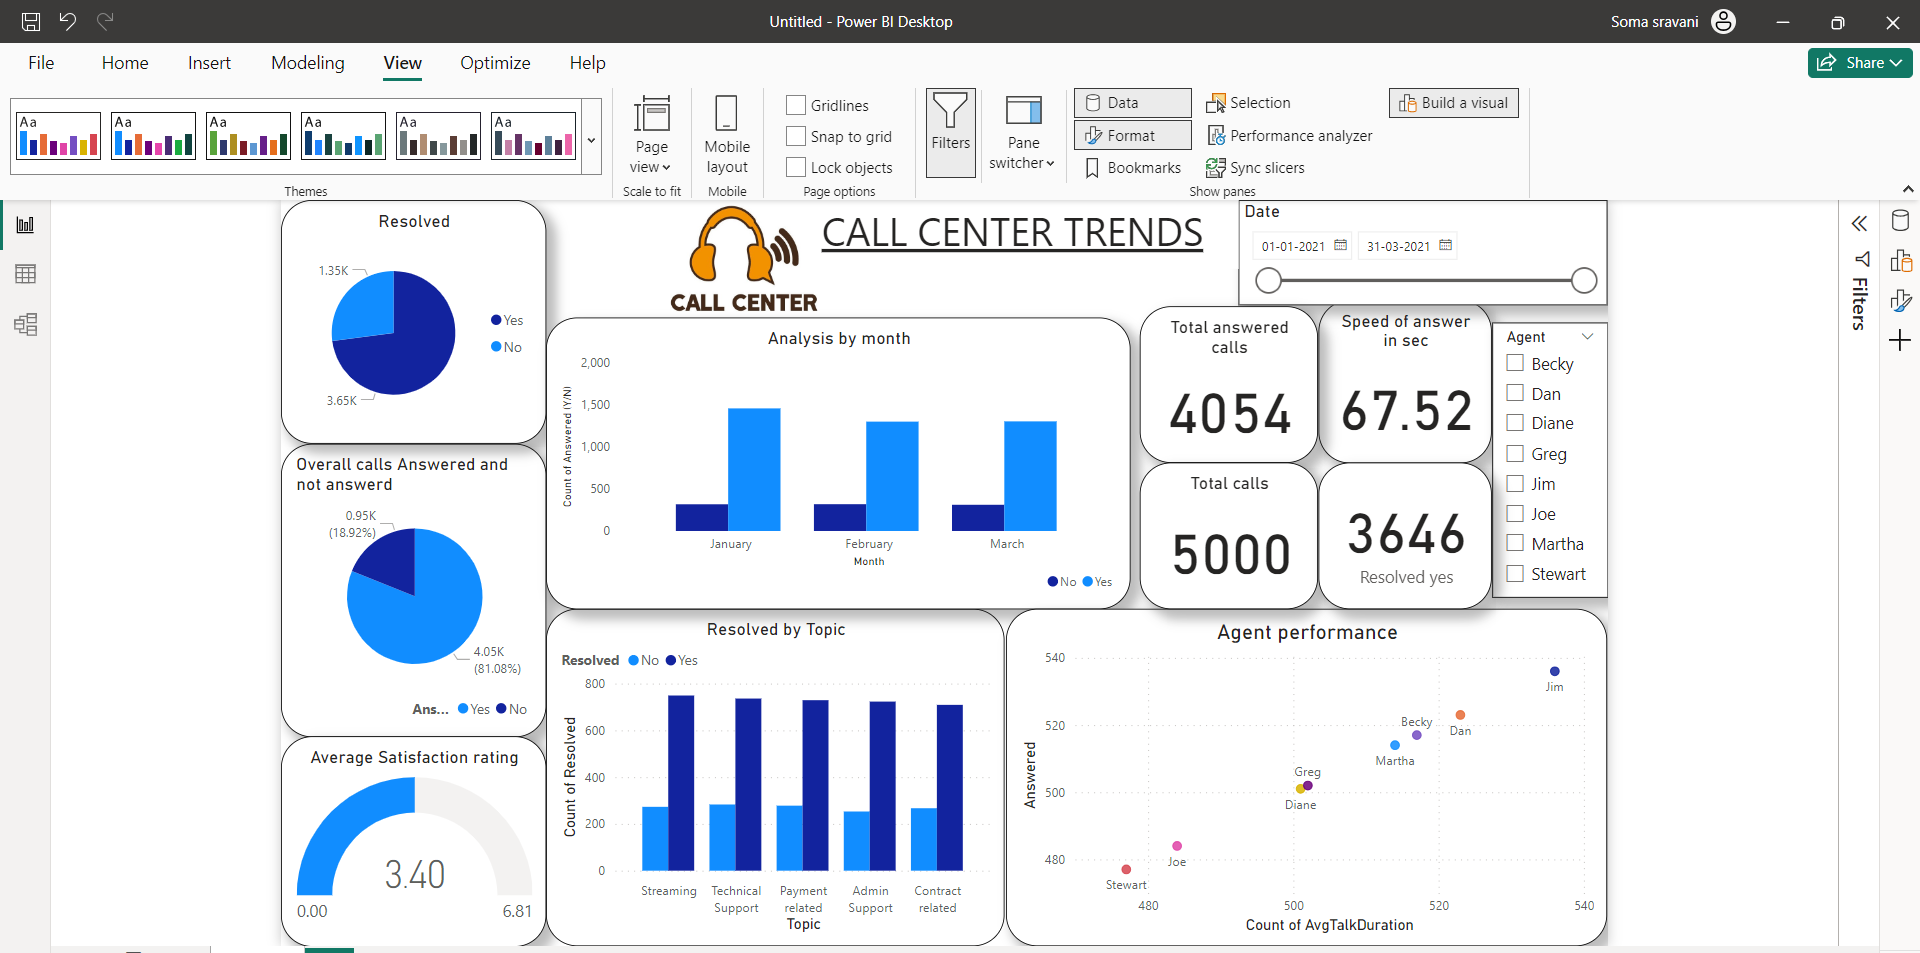 Untitled - Power BI Desktop
Soma sravani
File
Home
Insert
Modeling
View
Optimize
Help
Share
Aa
Aa
Aa
Aa
Aa
Aa
Themes
Page
view
Scale to fit
Mobile
layout
Mobile
Gridlines
Snap to grid
Lock objects
Page options
Filters
Pane
switcher
Data
Format
Bookmarks
Selection
Performance analyzer
Sync slicers
Show panes
Build a visual
Resolved
1.35K
3.65K
Yes
No
CALL CENTER
CALL CENTER TRENDS
Date
01-01-2021
31-03-2021
Filters
Analysis by month
Count of Answered (Y/N)
2,000
1,500
1,000
500
0
January
February
March
Month
No
Yes
Total answered
calls
4054
Speed of answer
in sec
67.52
Total calls
5000
3646
Resolved yes
Agent
Becky
Dan
Diane
Greg
Jim
Joe
Martha
Stewart
Overall calls Answered and
not answerd
0.95K
(18.92%)
4.05K
(81.08%)
Ans...
Yes
No
Average Satisfaction rating
3.40
0.00
6.81
Resolved by Topic
Resolved
No
Yes
Count of Resolved
800
600
400
200
0
Streaming
Technical
Support
Payment
related
Admin
Support
Contract
related
Topic
Agent performance
Answered
540
520
500
480
Jim
Becky
Dan
Martha
Greg
Diane
Joe
Stewart
480
500
520
540
Count of AvgTalkDuration